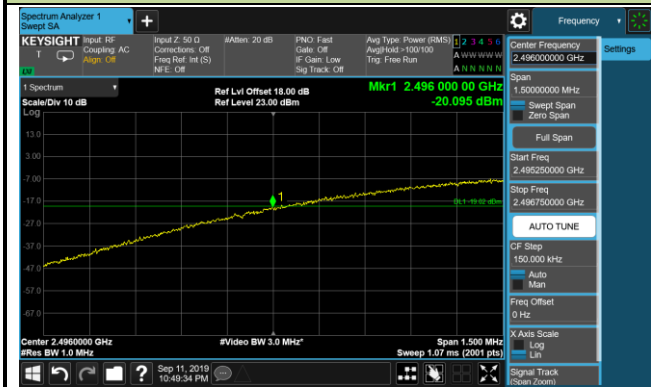 Spectrum Analyzer 1
Swept SA
+
Frequency
KEYSIGHT
Input: RF
Coupling: AC
Align: Off
Input Z: 50 Ω
Corrections: Off
Freq Ref: Int (S)
NFE: Off
#Atten: 20 dB
PNO: Fast
Gate: Off
IF Gain: Low
Sig Track: Off
Avg Type: Power (RMS)
Avg|Hold:>100/100
Trig: Free Run
1 2 3 4 5 6
A W W W W W
A N N N N N
T
LXI
1 Spectrum
Scale/Div 10 dB
Log
Ref Lvl Offset 18.00 dB
Ref Level 23.00 dBm
Mkr1 2.496 000 00 GHz
-20.095 dBm
13.0
3.00
-7.00
-17.0
-27.0
-37.0
-47.0
-57.0
-67.0
1
DL1 -19.02 dBm
Center 2.4960000 GHz
#Res BW 1.0 MHz
#Video BW 3.0 MHz*
Span 1.500 MHz
Sweep 1.07 ms (2001 pts)
Center Frequency
2.496000000 GHz
Settings
Span
1.50000000 MHz
Swept Span
Zero Span
Full Span
Start Freq
2.495250000 GHz
Stop Freq
2.496750000 GHz
AUTO TUNE
CF Step
150.000 kHz
Auto
Man
Freq Offset
0 Hz
X Axis Scale
Log
Lin
Signal Track
(Span Zoom)
?
Sep 11, 2019
10:49:34 PM